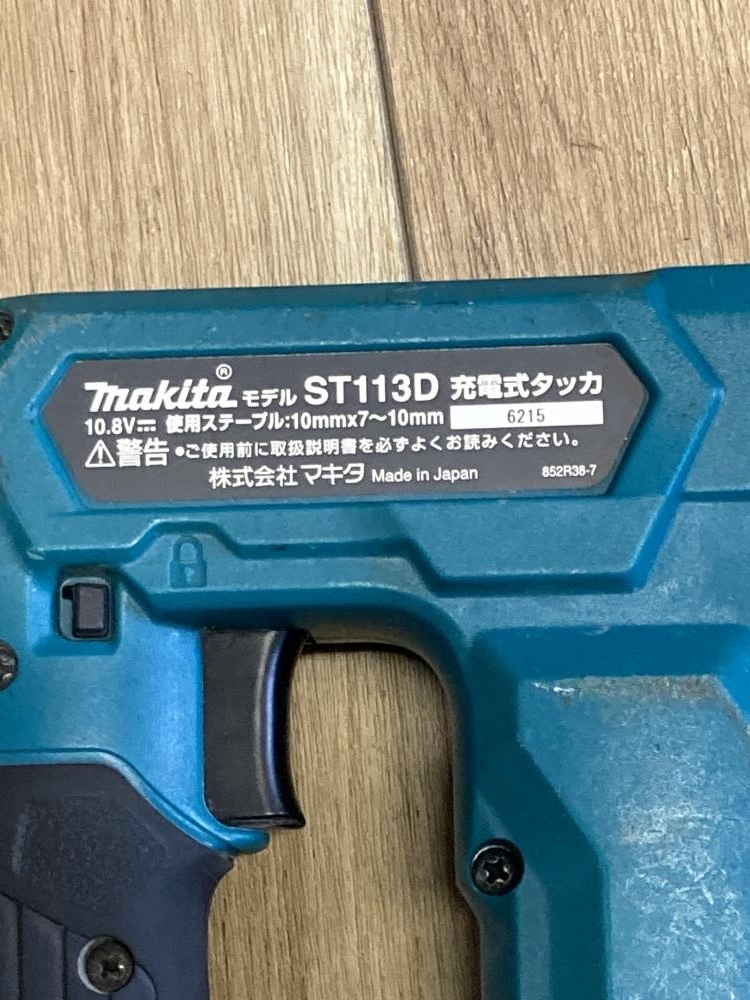 makita® モデル ST113D 充電式タッカ
10.8V⎓ 使用ステープル:10mmx7〜10mm 6215
⚠警告 •ご使用前に取扱説明書を必ずよくお読みください。
株式会社マキタ Made in Japan 852R38-7